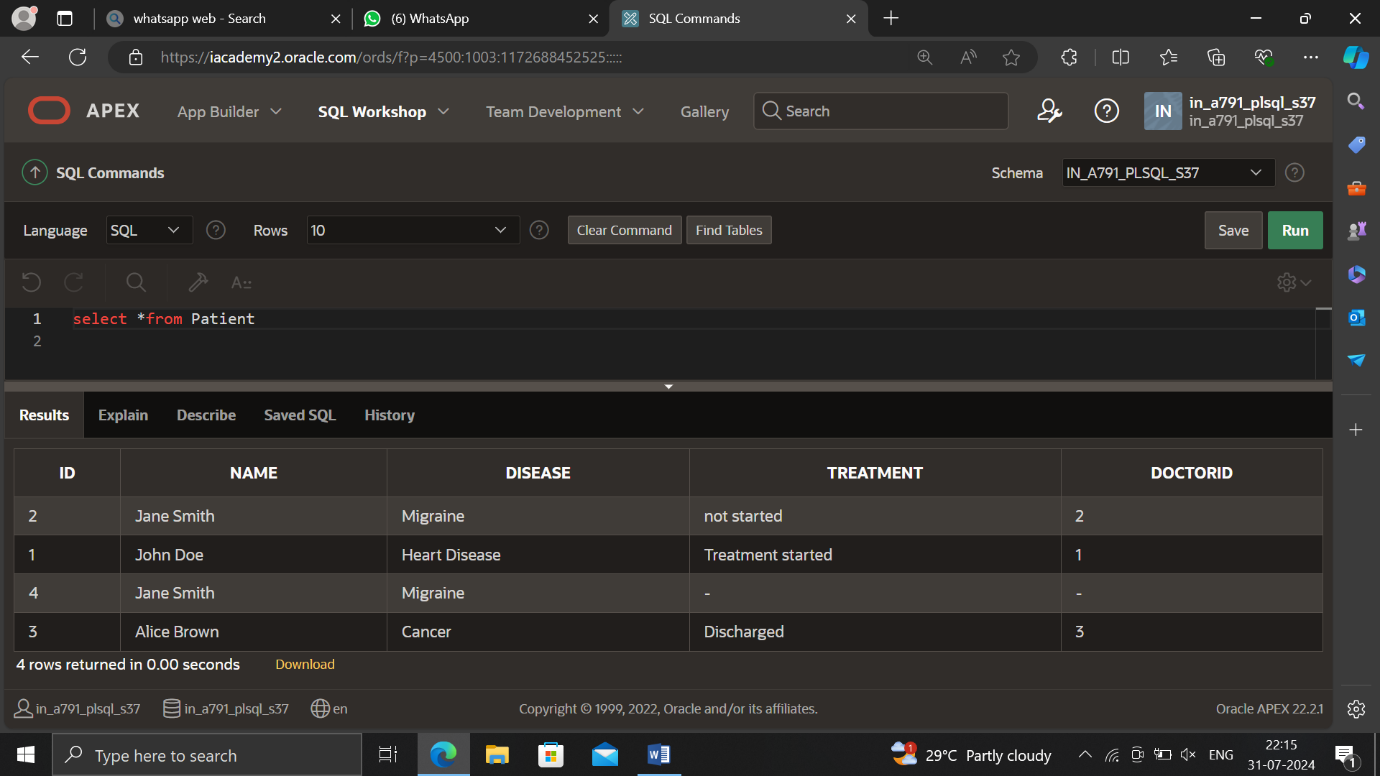 whatsapp web - Search
(6) WhatsApp
SQL Commands
https://iacademy2.oracle.com/ords/f?p=4500:1003:1172688452525:::::
APEX App Builder SQL Workshop Team Development Gallery Search IN in_a791_plsql_s37
in_a791_plsql_s37
SQL Commands Schema IN_A791_PLSQL_S37
Language SQL Rows 10 Clear Command Find Tables Save Run
1 select *from Patient
2
Results Explain Describe Saved SQL History
ID NAME DISEASE TREATMENT DOCTORID
2 Jane Smith Migraine not started 2
1 John Doe Heart Disease Treatment started 1
4 Jane Smith Migraine - -
3 Alice Brown Cancer Discharged 3
4 rows returned in 0.00 seconds Download
in_a791_plsql_s37 in_a791_plsql_s37 en Copyright © 1999, 2022, Oracle and/or its affiliates. Oracle APEX 22.2.1
Type here to search 1 29°C Partly cloudy ENG 22:15
31-07-2024 1